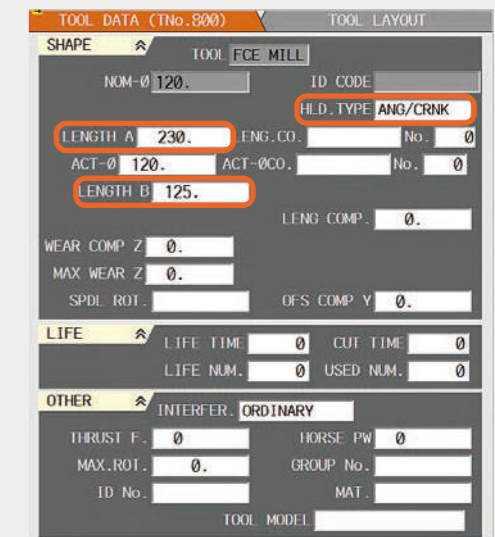 TOOL DATA (TNo.800) TOOL LAYOUT
SHAPE
TOOL FCE MILL
NOM-Ø 120. ID CODE
HLD.TYPE ANG/CRNK
LENGTH A 230. LENG.CO. No. 0
ACT-Ø 120. ACT-ØCO. No. 0
LENGTH B 125.
LENG COMP. 0.
WEAR COMP Z 0.
MAX WEAR Z 0.
SPDL ROT. OFS COMP Y 0.
LIFE
LIFE TIME 0 CUT TIME 0
LIFE NUM. 0 USED NUM. 0
OTHER
INTERFER. ORDINARY
THRUST F. 0 HORSE PW 0
MAX.ROT. 0. GROUP No.
ID No. MAT.
TOOL MODEL